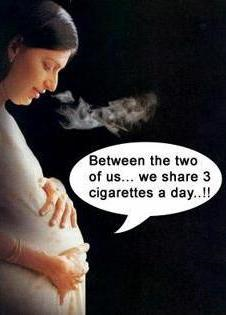 Between the two
of us... we share 3
cigarettes a day..!!